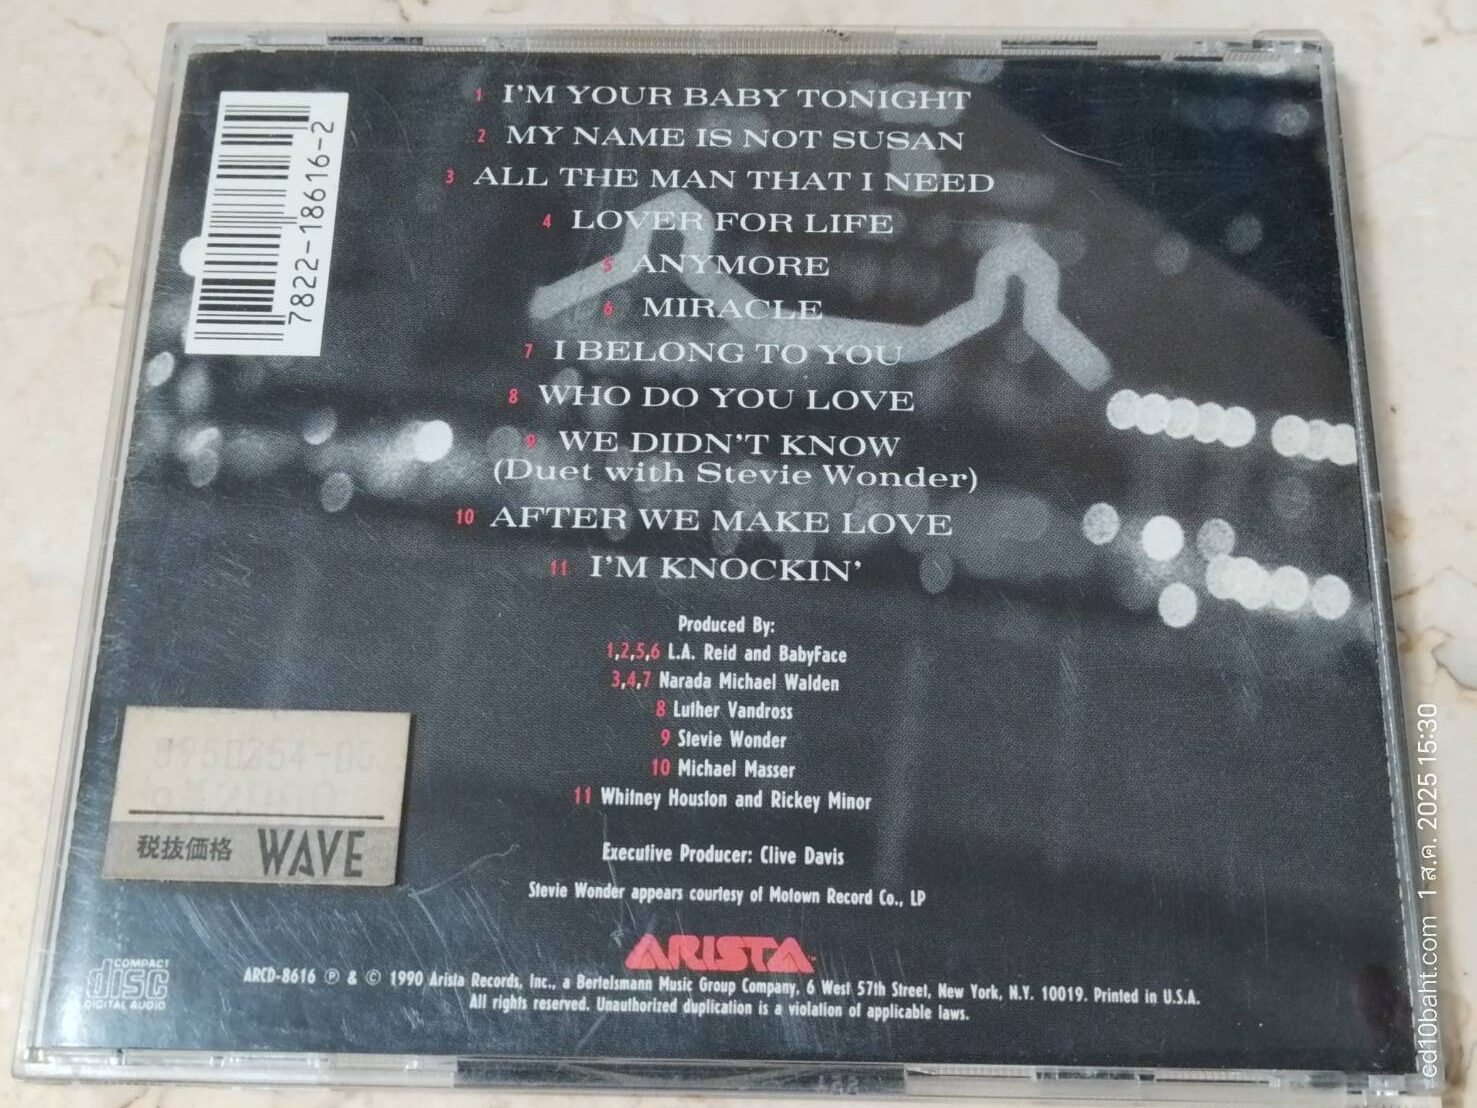 1 I'M YOUR BABY TONIGHT
2 MY NAME IS NOT SUSAN
3 ALL THE MAN THAT I NEED
4 LOVER FOR LIFE
5 ANYMORE
6 MIRACLE
7 I BELONG TO YOU
8 WHO DO YOU LOVE
9 WE DIDN'T KNOW
(Duet with Stevie Wonder)
10 AFTER WE MAKE LOVE
11 I'M KNOCKIN'
7822-18616-2
Produced By:
1,2,5,6 L.A. Reid and BabyFace
3,4,7 Narada Michael Walden
8 Luther Vandross
9 Stevie Wonder
10 Michael Masser
11 Whitney Houston and Rickey Minor
Executive Producer: Clive Davis
Stevie Wonder appears courtesy of Motown Record Co., LP
税抜価格 WAVE
ARISTA™
COMPACT
disc
DIGITAL AUDIO
ARCD-8616 ℗ & © 1990 Arista Records, Inc., a Bertelsmann Music Group Company, 6 West 57th Street, New York, N.Y. 10019. Printed in U.S.A.
All rights reserved. Unauthorized duplication is a violation of applicable laws.
cd10baht.com 1 ส.ค. 2025 15:30